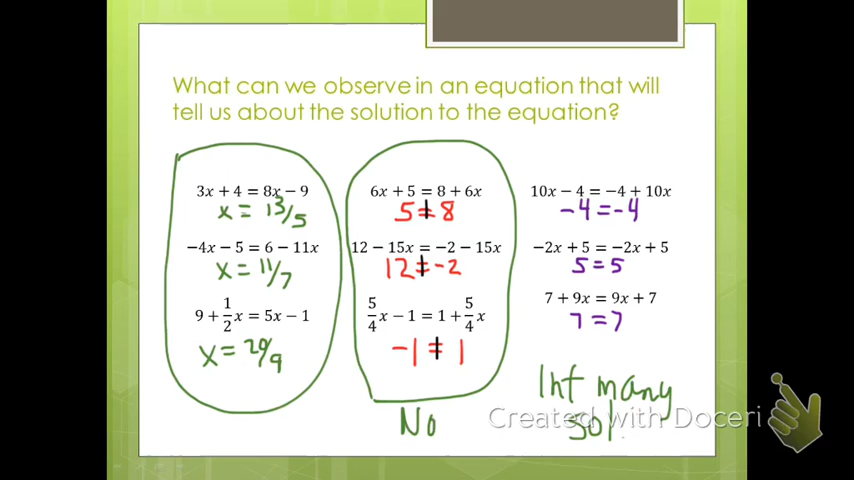 What can we observe in an equation that will
tell us about the solution to the equation?
3x + 4 = 8x − 9
x = 13/5
−4x − 5 = 6 − 11x
x = 11/7
9 + 1/2 x = 5x − 1
x = 20/9
6x + 5 = 8 + 6x
5 ≠ 8
12 − 15x = −2 − 15x
12 ≠ −2
5/4 x − 1 = 1 + 5/4 x
−1 ≠ 1
No
10x − 4 = −4 + 10x
−4 = −4
−2x + 5 = −2x + 5
5 = 5
7 + 9x = 9x + 7
7 = 7
Inf many
sol.
Created with Doceri